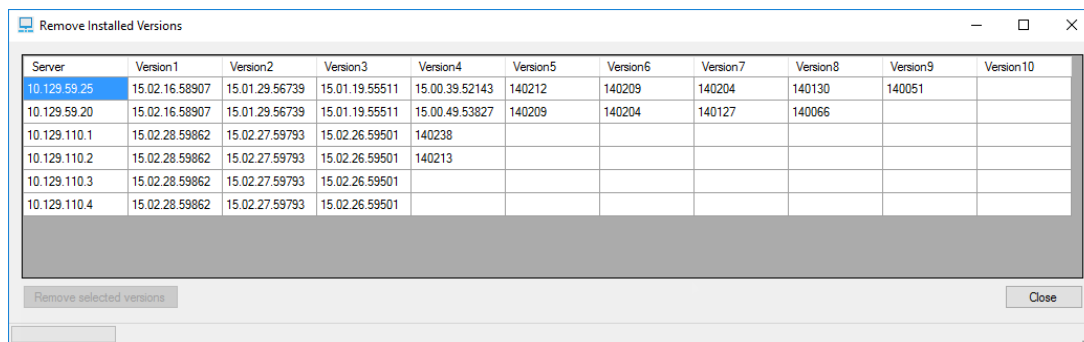 Remove Installed Versions
Server Version1 Version2 Version3 Version4 Version5 Version6 Version7 Version8 Version9 Version10
10.129.59.25 15.02.16.58907 15.01.29.56739 15.01.19.55511 15.00.39.52143 140212 140209 140204 140130 140051
10.129.59.20 15.02.16.58907 15.01.29.56739 15.01.19.55511 15.00.49.53827 140209 140204 140127 140066
10.129.110.1 15.02.28.59862 15.02.27.59793 15.02.26.59501 140238
10.129.110.2 15.02.28.59862 15.02.27.59793 15.02.26.59501 140213
10.129.110.3 15.02.28.59862 15.02.27.59793 15.02.26.59501
10.129.110.4 15.02.28.59862 15.02.27.59793 15.02.26.59501
Remove selected versions Close